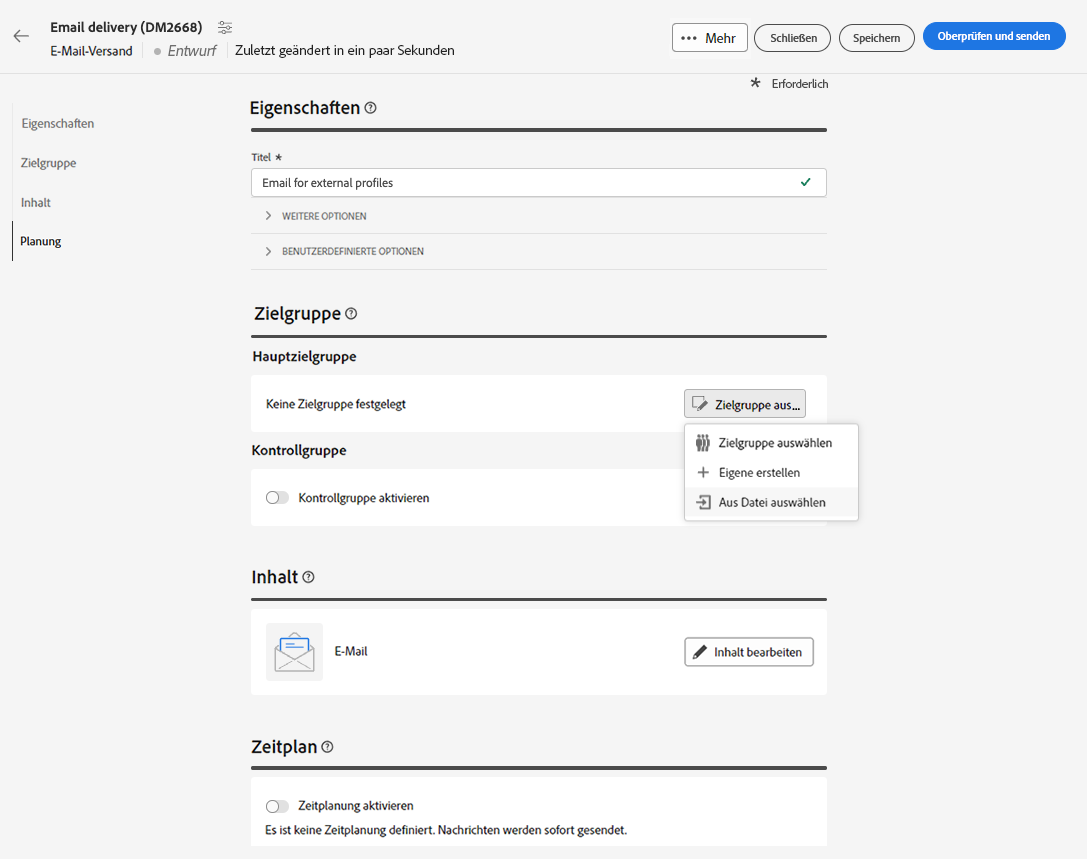 Email delivery (DM2668)
E-Mail-Versand Entwurf Zuletzt geändert in ein paar Sekunden
Mehr
Schließen
Speichern
Überprüfen und senden
* Erforderlich
Eigenschaften
Zielgruppe
Inhalt
Planung
Eigenschaften
Titel *
Email for external profiles
WEITERE OPTIONEN
BENUTZERDEFINIERTE OPTIONEN
Zielgruppe
Hauptzielgruppe
Keine Zielgruppe festgelegt
Zielgruppe aus...
Zielgruppe auswählen
Eigene erstellen
Aus Datei auswählen
Kontrollgruppe
Kontrollgruppe aktivieren
Inhalt
E-Mail
Inhalt bearbeiten
Zeitplan
Zeitplanung aktivieren
Es ist keine Zeitplanung definiert. Nachrichten werden sofort gesendet.